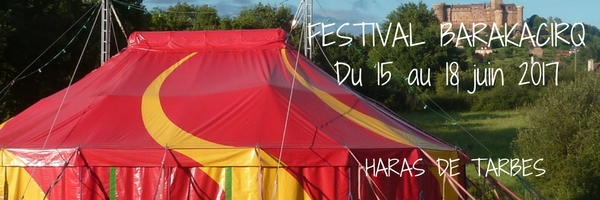 FESTIVAL BARAKACIRQ
Du 15 au 18 juin 2017
HARAS DE TARBES